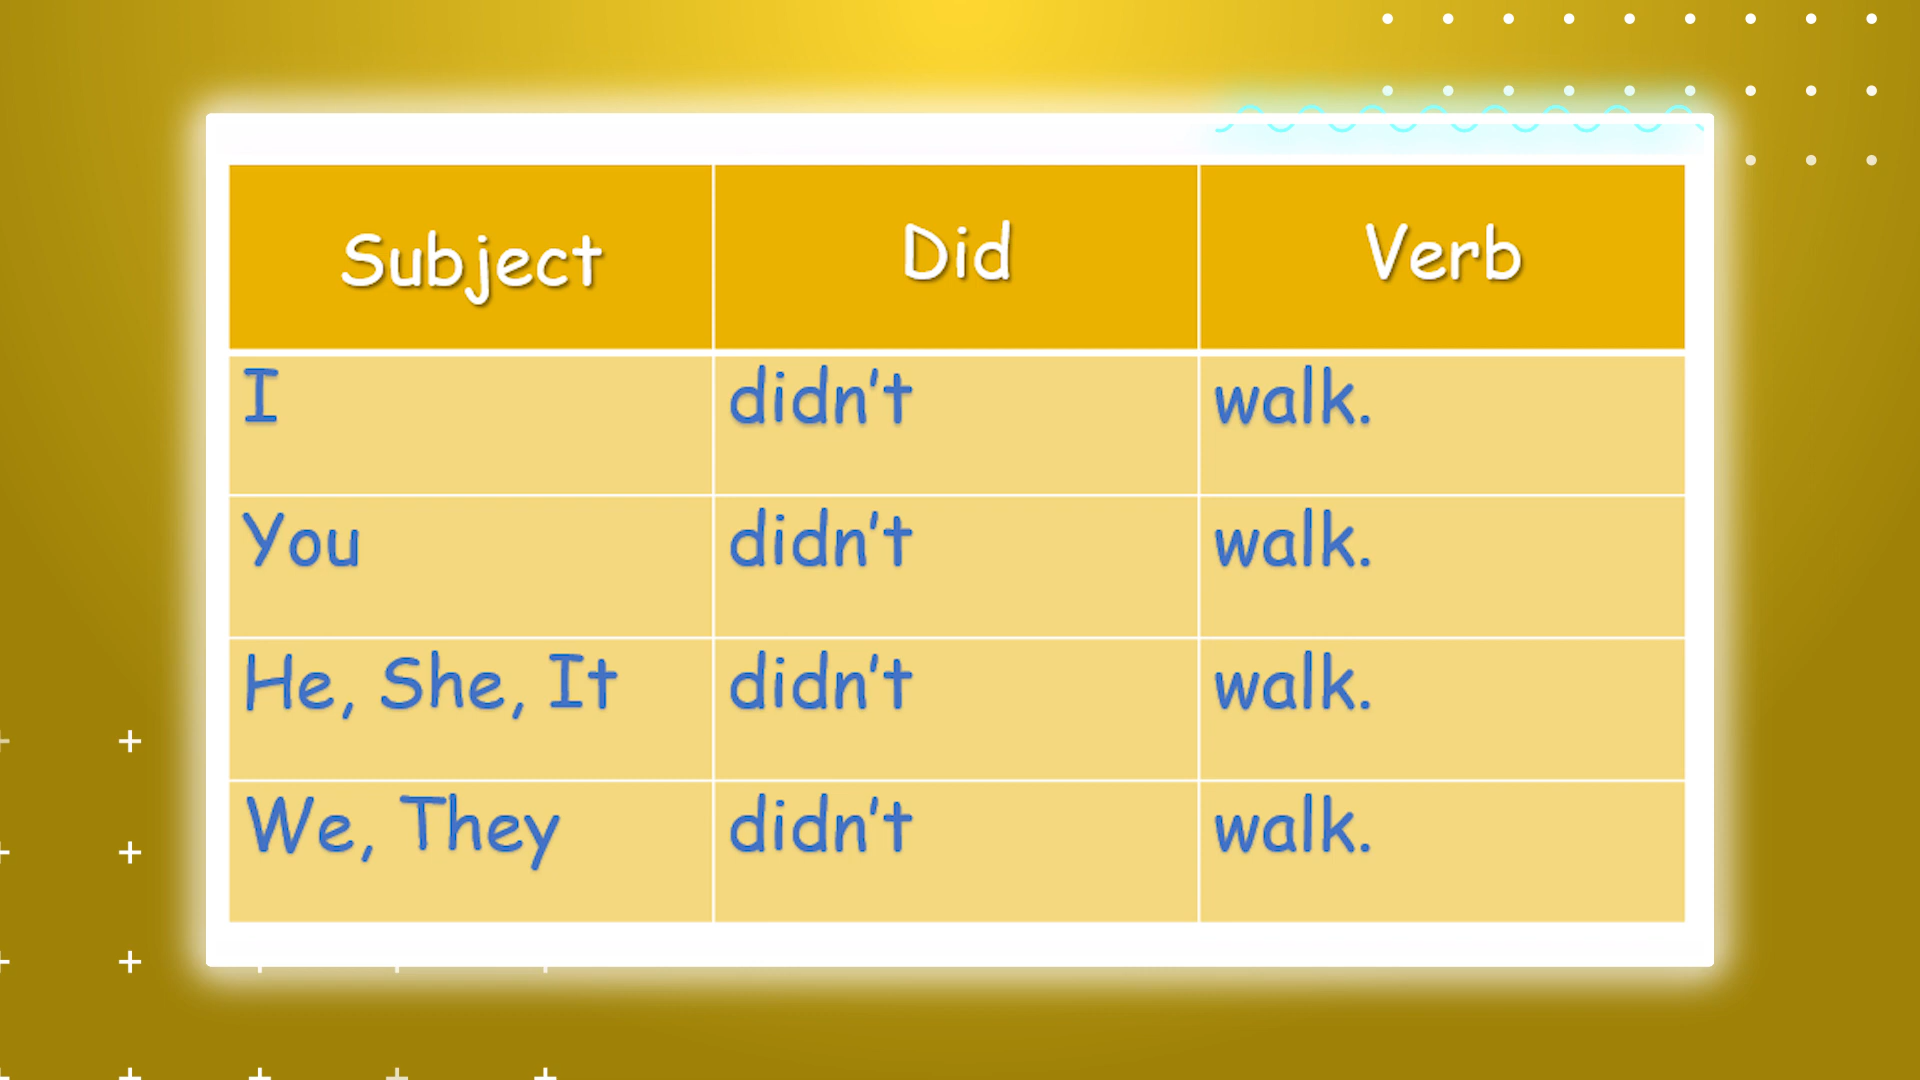 Subject Did Verb
I didn't walk.
You didn't walk.
He, She, It didn't walk.
We, They didn't walk.